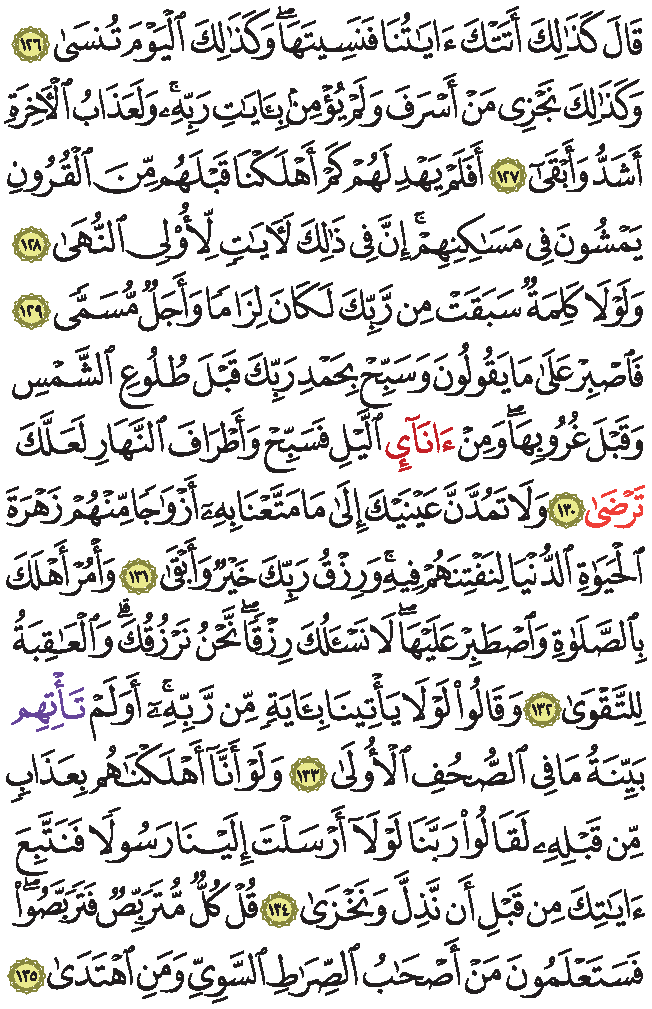 قَالَ كَذَٰلِكَ أَتَتْكَ ءَايَٰتُنَا فَنَسِيتَهَا ۖ وَكَذَٰلِكَ ٱلْيَوْمَ تُنسَىٰ ١٢٦
وَكَذَٰلِكَ نَجْزِى مَنْ أَسْرَفَ وَلَمْ يُؤْمِنۢ بِـَٔايَٰتِ رَبِّهِۦ ۚ وَلَعَذَابُ ٱلْـَٔاخِرَةِ
أَشَدُّ وَأَبْقَىٰٓ ١٢٧ أَفَلَمْ يَهْدِ لَهُمْ كَمْ أَهْلَكْنَا قَبْلَهُم مِّنَ ٱلْقُرُونِ
يَمْشُونَ فِى مَسَٰكِنِهِمْ ۚ إِنَّ فِى ذَٰلِكَ لَـَٔايَٰتٍ لِّأُو۟لِى ٱلنُّهَىٰ ١٢٨
وَلَوْلَا كَلِمَةٌ سَبَقَتْ مِن رَّبِّكَ لَكَانَ لِزَامًا وَأَجَلٌ مُّسَمًّى ١٢٩
فَٱصْبِرْ عَلَىٰ مَا يَقُولُونَ وَسَبِّحْ بِحَمْدِ رَبِّكَ قَبْلَ طُلُوعِ ٱلشَّمْسِ
وَقَبْلَ غُرُوبِهَا ۖ وَمِنْ ءَانَآئِ ٱلَّيْلِ فَسَبِّحْ وَأَطْرَافَ ٱلنَّهَارِ لَعَلَّكَ
تَرْضَىٰ ١٣٠ وَلَا تَمُدَّنَّ عَيْنَيْكَ إِلَىٰ مَا مَتَّعْنَا بِهِۦٓ أَزْوَٰجًا مِّنْهُمْ زَهْرَةَ
ٱلْحَيَوٰةِ ٱلدُّنْيَا لِنَفْتِنَهُمْ فِيهِ ۚ وَرِزْقُ رَبِّكَ خَيْرٌ وَأَبْقَىٰ ١٣١ وَأْمُرْ أَهْلَكَ
بِٱلصَّلَوٰةِ وَٱصْطَبِرْ عَلَيْهَا ۖ لَا نَسْـَٔلُكَ رِزْقًا ۖ نَّحْنُ نَرْزُقُكَ ۗ وَٱلْعَٰقِبَةُ
لِلتَّقْوَىٰ ١٣٢ وَقَالُوا۟ لَوْلَا يَأْتِينَا بِـَٔايَةٍ مِّن رَّبِّهِۦٓ ۚ أَوَلَمْ تَأْتِهِم
بَيِّنَةُ مَا فِى ٱلصُّحُفِ ٱلْأُولَىٰ ١٣٣ وَلَوْ أَنَّآ أَهْلَكْنَٰهُم بِعَذَابٍ
مِّن قَبْلِهِۦ لَقَالُوا۟ رَبَّنَا لَوْلَآ أَرْسَلْتَ إِلَيْنَا رَسُولًا فَنَتَّبِعَ
ءَايَٰتِكَ مِن قَبْلِ أَن نَّذِلَّ وَنَخْزَىٰ ١٣٤ قُلْ كُلٌّ مُّتَرَبِّصٌ فَتَرَبَّصُوا۟ ۖ
فَسَتَعْلَمُونَ مَنْ أَصْحَٰبُ ٱلصِّرَٰطِ ٱلسَّوِىِّ وَمَنِ ٱهْتَدَىٰ ١٣٥